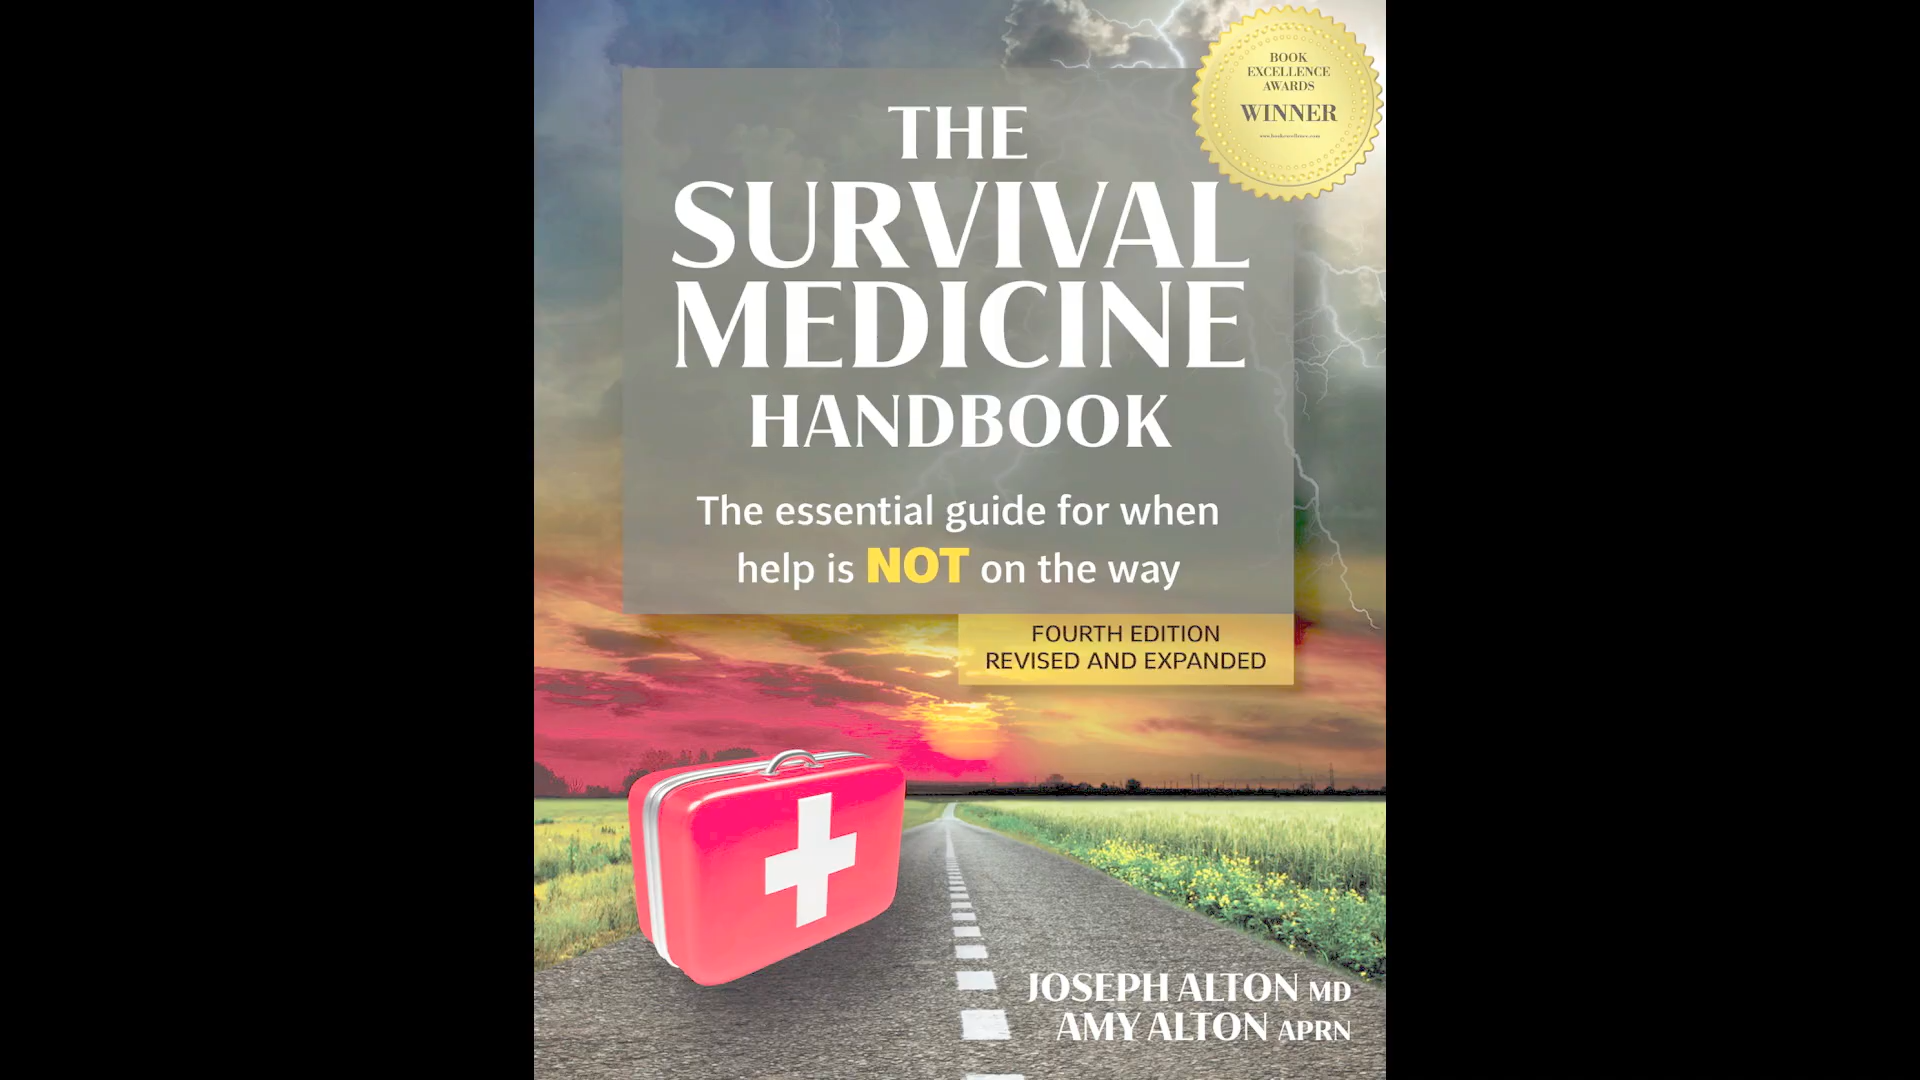 BOOK
EXCELLENCE
AWARDS
WINNER
THE
SURVIVAL
MEDICINE
HANDBOOK
The essential guide for when
help is NOT on the way
FOURTH EDITION
REVISED AND EXPANDED
JOSEPH ALTON MD
AMY ALTON APRN